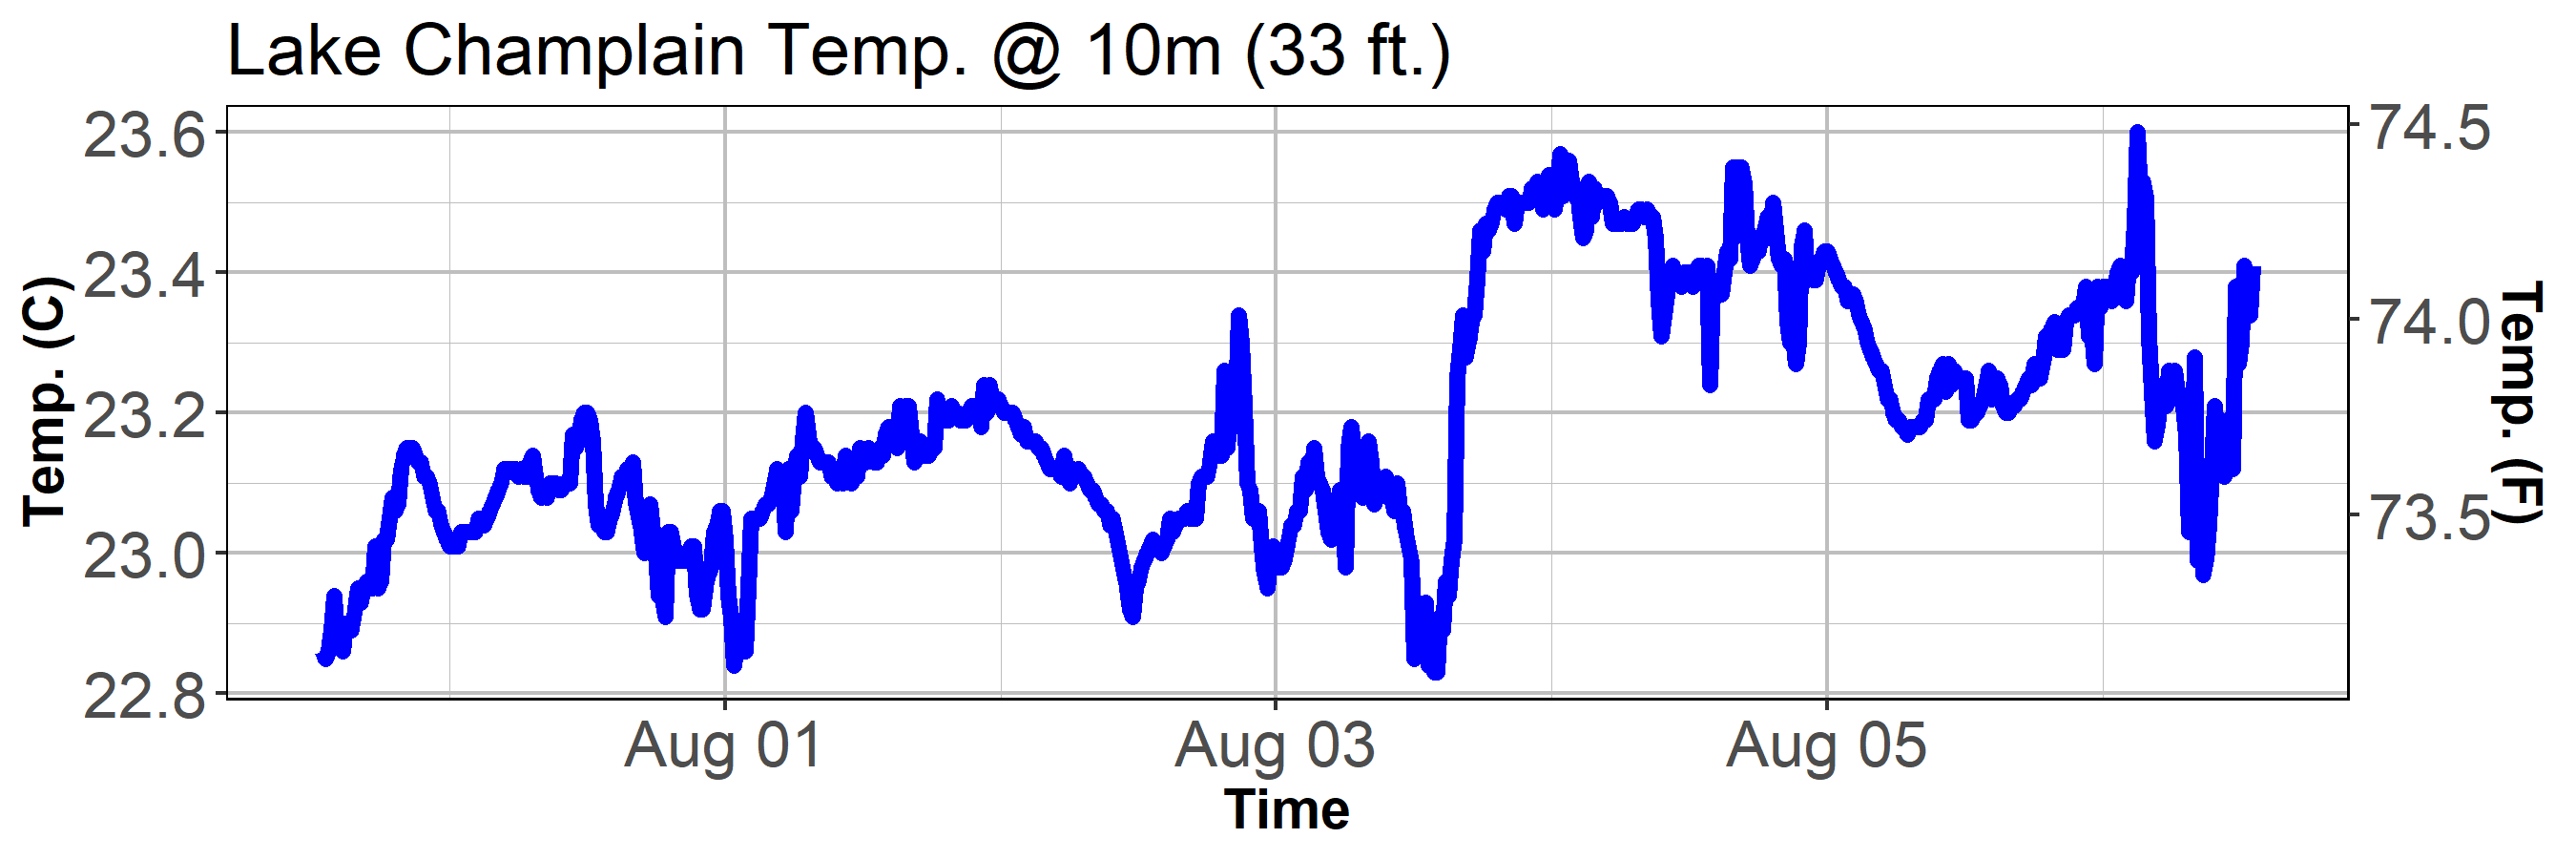 Lake Champlain Temp. @ 10m (33 ft.)
23.6
23.4
23.2
23.0
22.8
Temp. (C)
74.5
74.0
73.5
Temp. (F)
Aug 01
Aug 03
Aug 05
Time